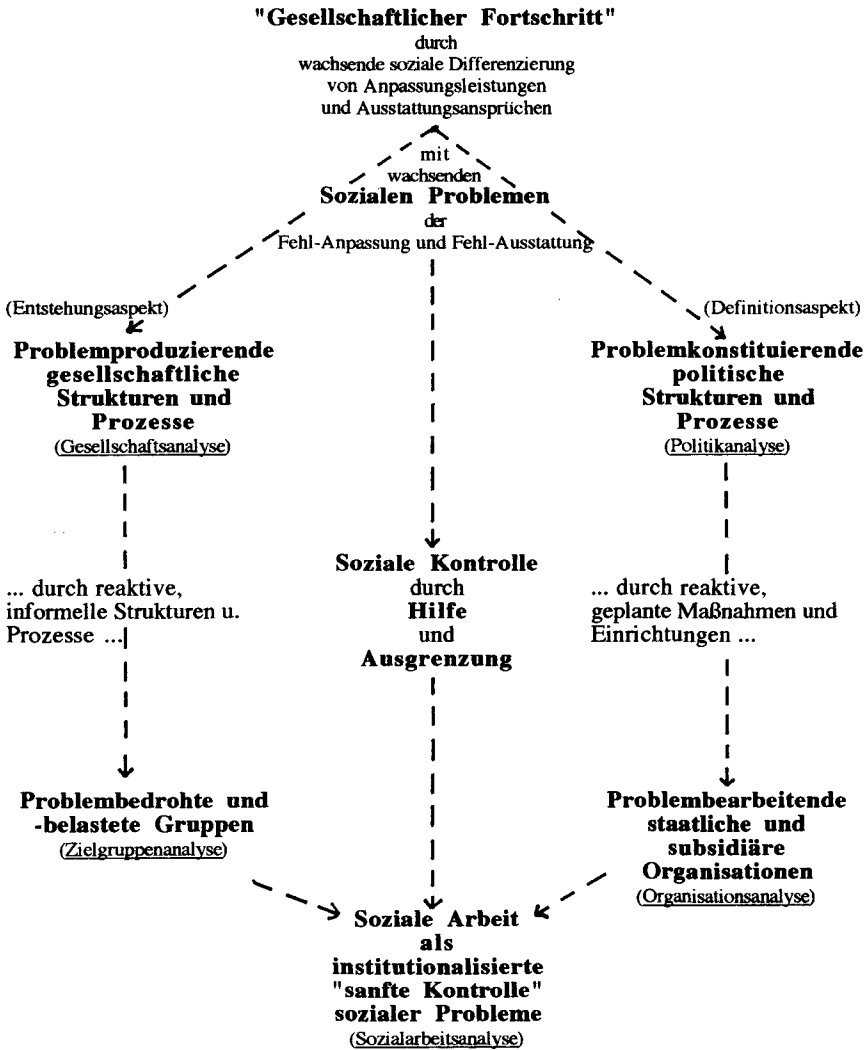 "Gesellschaftlicher Fortschritt"
durch
wachsende soziale Differenzierung
von Anpassungsleistungen
und Ausstattungsansprüchen
mit
wachsenden
Sozialen Problemen
der
Fehl-Anpassung und Fehl-Ausstattung
(Entstehungsaspekt)
Problemproduzierende
gesellschaftliche
Strukturen und
Prozesse
(Gesellschaftsanalyse)
(Definitionsaspekt)
Problemkonstituierende
politische
Strukturen und
Prozesse
(Politikanalyse)
Soziale Kontrolle
durch
Hilfe
und
Ausgrenzung
... durch reaktive,
informelle Strukturen u.
Prozesse ...
... durch reaktive,
geplante Maßnahmen und
Einrichtungen ...
Problembedrohte und
-belastete Gruppen
(Zielgruppenanalyse)
Problembearbeitende
staatliche und
subsidiäre
Organisationen
(Organisationsanalyse)
Soziale Arbeit
als
institutionalisierte
"sanfte Kontrolle"
sozialer Probleme
(Sozialarbeitsanalyse)